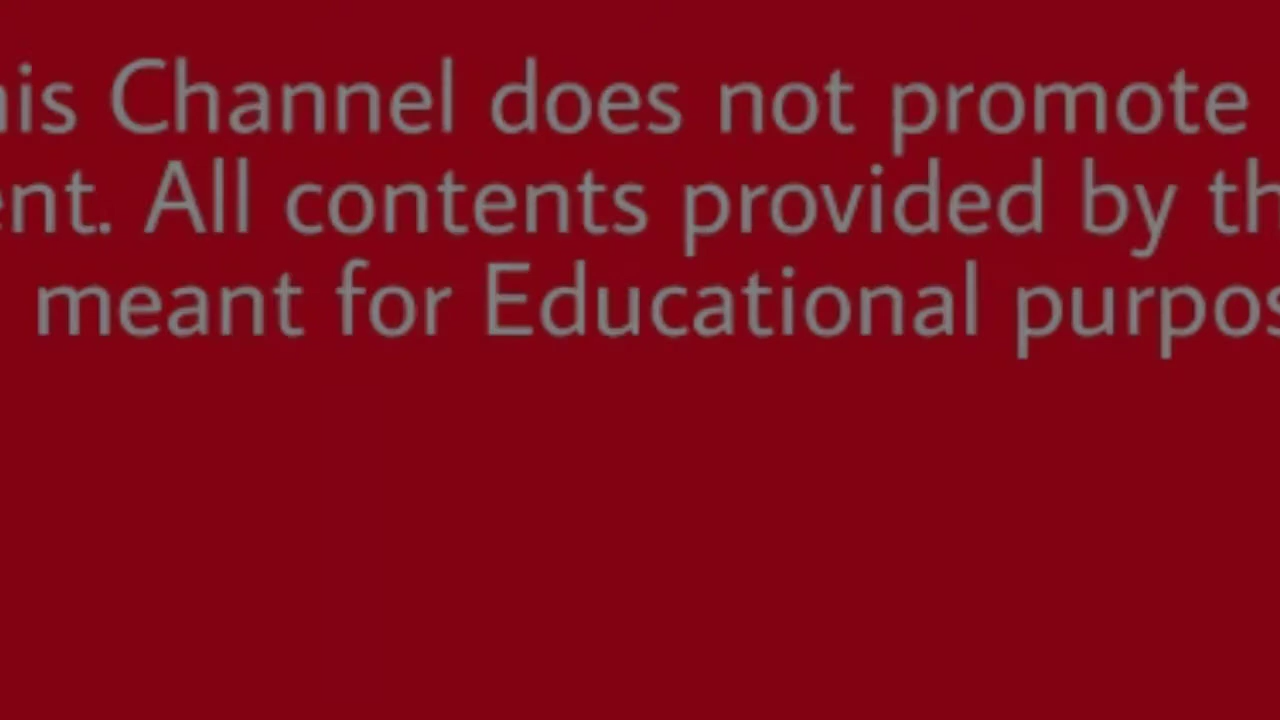 his Channel does not promote
ent. All contents provided by th
meant for Educational purpos